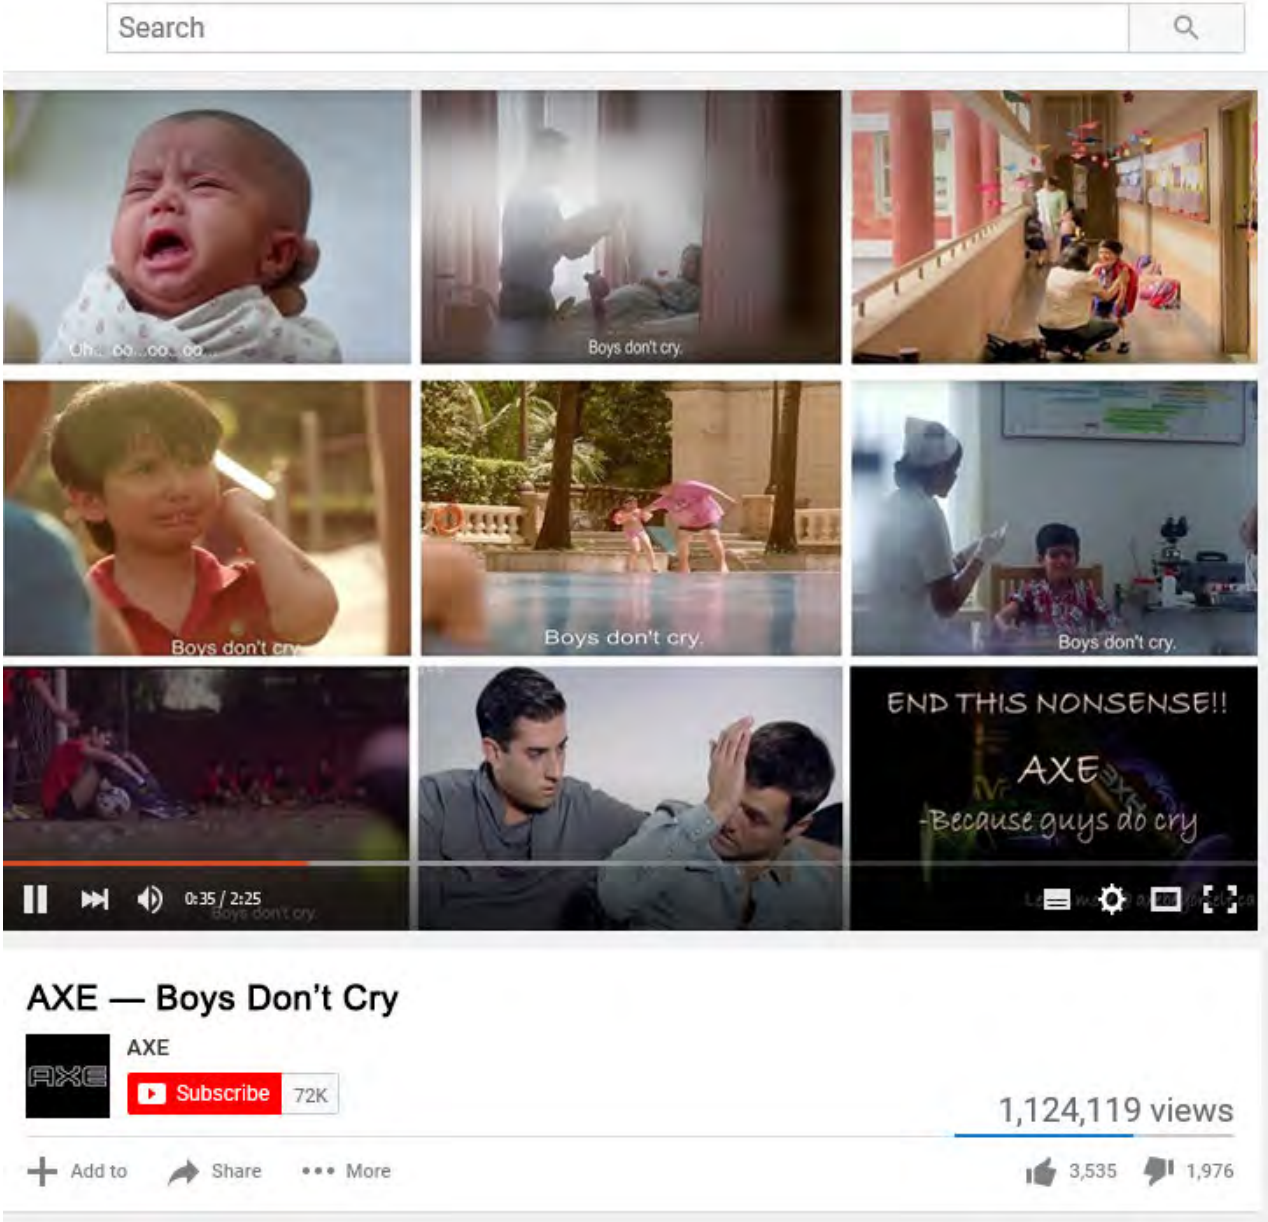 Search
Oh... oo...oo...oo...
Boys don't cry.
Boys don't cry.
Boys don't cry.
Boys don't cry.
END THIS NONSENSE!!
AXE
-Because guys do cry
0:35 / 2:25
Boys don't cry.
AXE — Boys Don't Cry
AXE
AXE
Subscribe
72K
1,124,119 views
Add to
Share
More
3,535
1,976